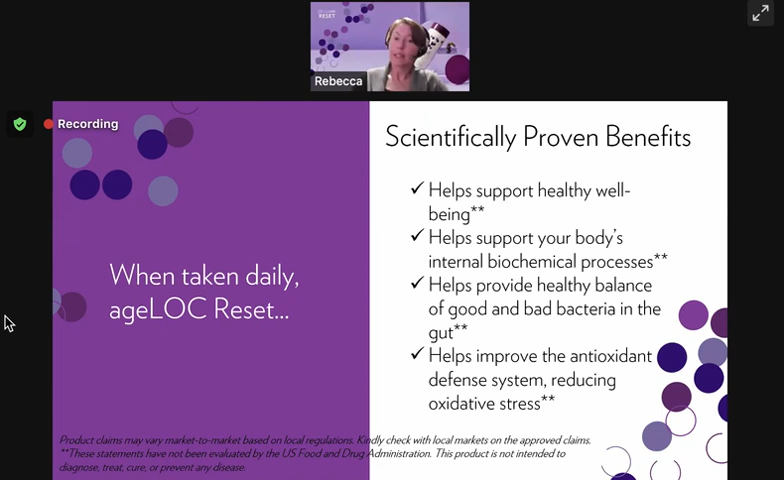 RESET
Rebecca
Recording
Scientifically Proven Benefits
When taken daily,
ageLOC Reset...
✓ Helps support healthy well-
being**
✓ Helps support your body's
internal biochemical processes**
✓ Helps provide healthy balance
of good and bad bacteria in the
gut**
✓ Helps improve the antioxidant
defense system, reducing
oxidative stress**
Product claims may vary market-to-market based on local regulations. Kindly check with local markets on the approved claims.
**These statements have not been evaluated by the US Food and Drug Administration. This product is not intended to
diagnose, treat, cure, or prevent any disease.